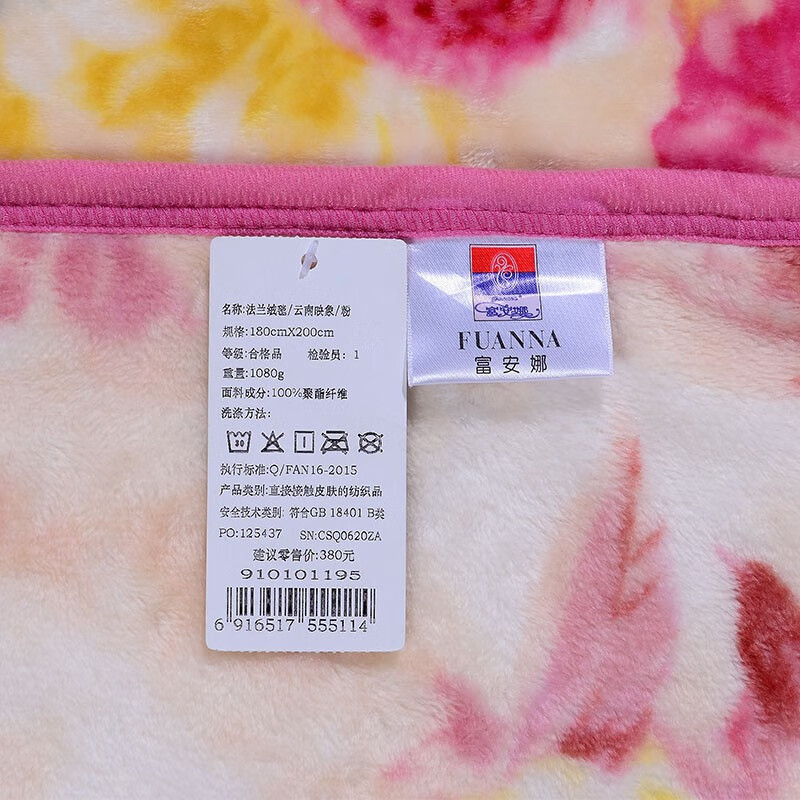 名称:法兰绒毯/云南映象/粉
规格:180cmX200cm
等级:合格品 检验员: 1
重量:1080g
面料成分:100%聚酯纤维
洗涤方法:
30
执行标准:Q/FAN16-2015
产品类别:直接接触皮肤的纺织品
安全技术类别: 符合GB 18401 B类
PO:125437 SN:CSQ0620ZA
建议零售价:380元
910101195
6 916517 555114
富安娜
FUANNA
富安娜